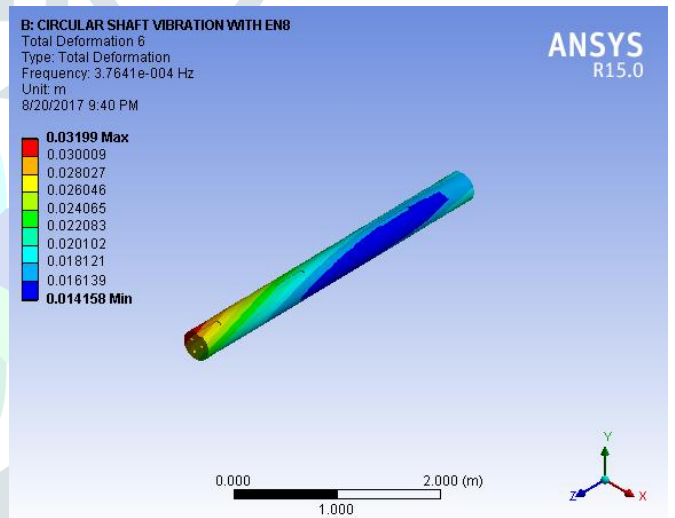 B: CIRCULAR SHAFT VIBRATION WITH EN8
Total Deformation 6
Type: Total Deformation
Frequency: 3.7641e-004 Hz
Unit: m
8/20/2017 9:40 PM
ANSYS
R15.0
0.03199 Max
0.030009
0.028027
0.026046
0.024065
0.022083
0.020102
0.018121
0.016139
0.014158 Min
0.000
2.000 (m)
1.000
Y
Z
X